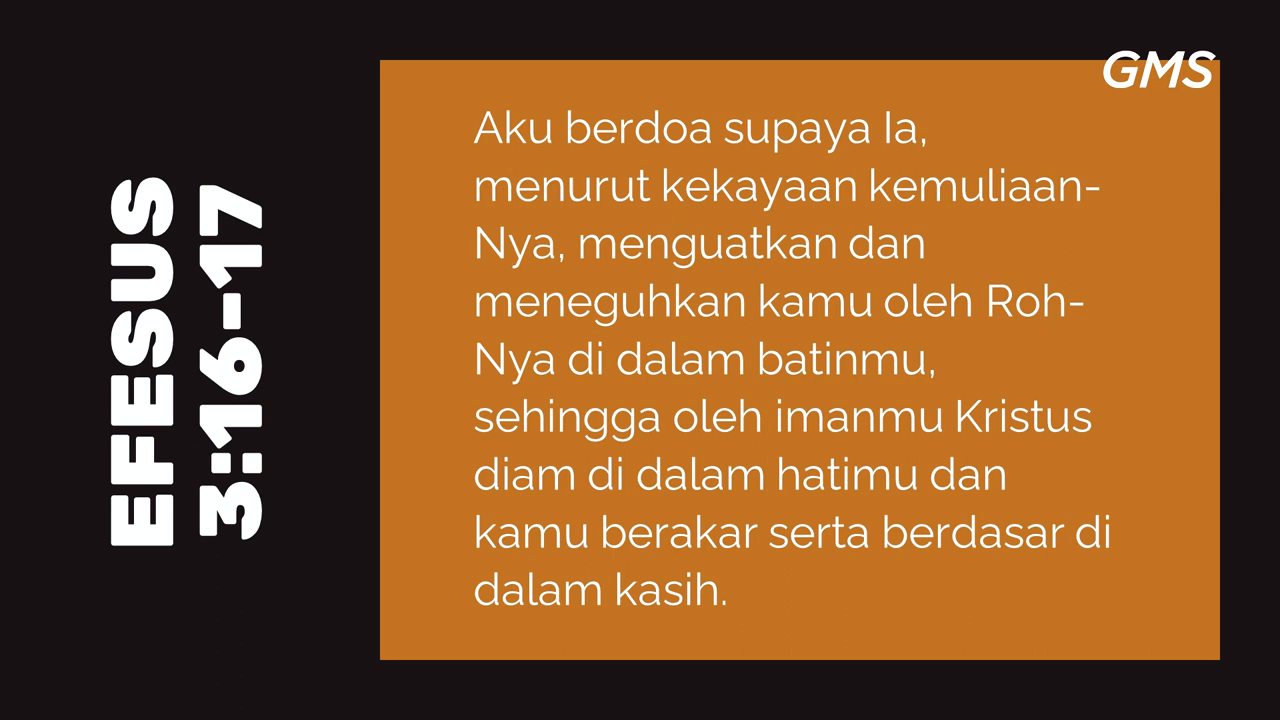 EFESUS
3:16-17
GMS
Aku berdoa supaya Ia,
menurut kekayaan kemuliaan-
Nya, menguatkan dan
meneguhkan kamu oleh Roh-
Nya di dalam batinmu,
sehingga oleh imanmu Kristus
diam di dalam hatimu dan
kamu berakar serta berdasar di
dalam kasih.